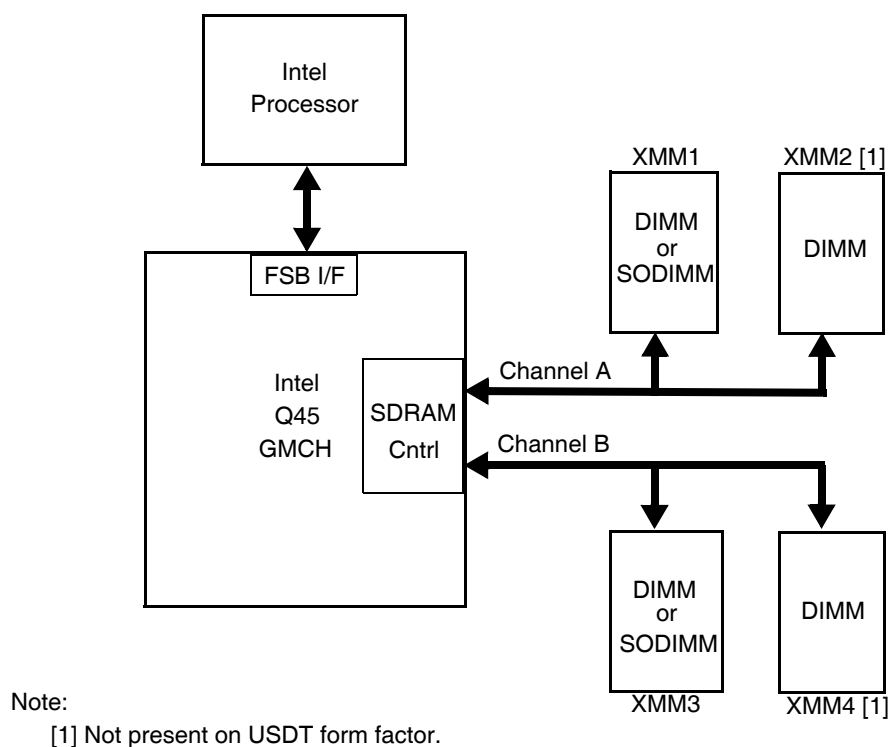 Intel
Processor
XMM1
XMM2 [1]
DIMM
or
SODIMM
DIMM
FSB I/F
Channel A
Intel
Q45
GMCH
SDRAM
Cntrl
Channel B
DIMM
or
SODIMM
DIMM
XMM3
XMM4 [1]
Note:
[1] Not present on USDT form factor.